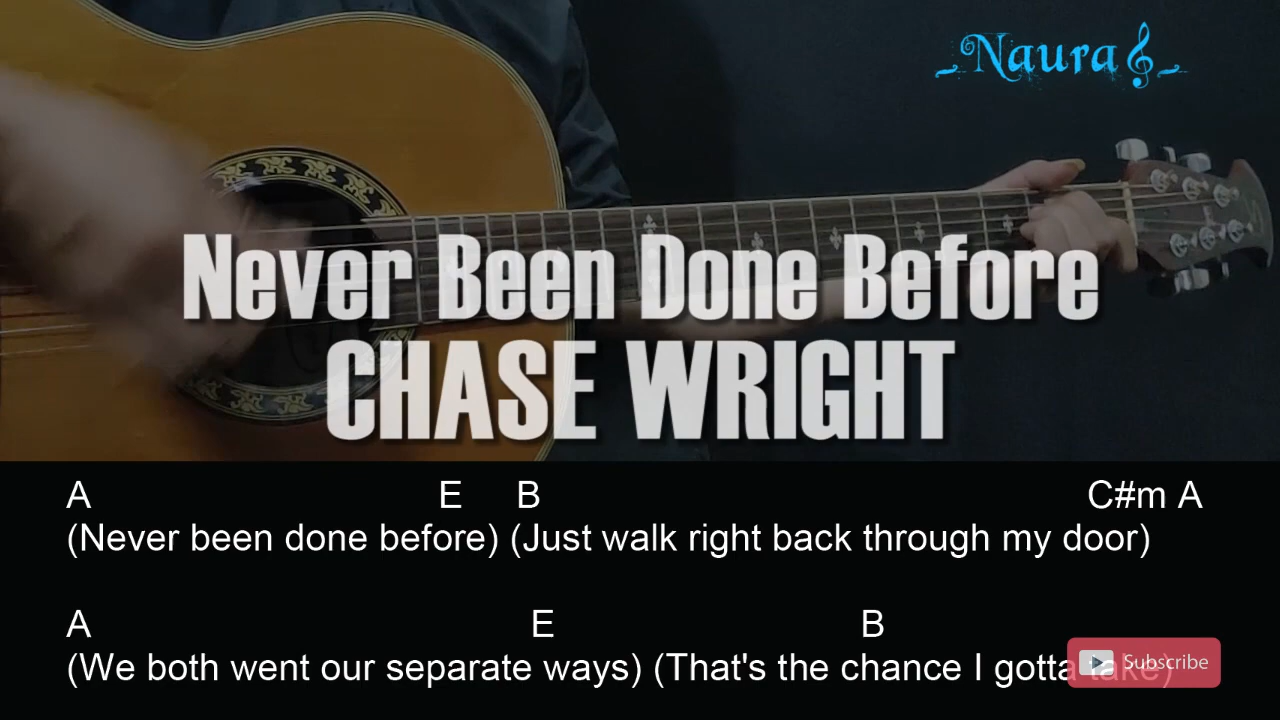 Naura
Never Been Done Before
CHASE WRIGHT
A E B C#m A
(Never been done before) (Just walk right back through my door)
A E B
(We both went our separate ways) (That's the chance I gotta take)
Subscribe